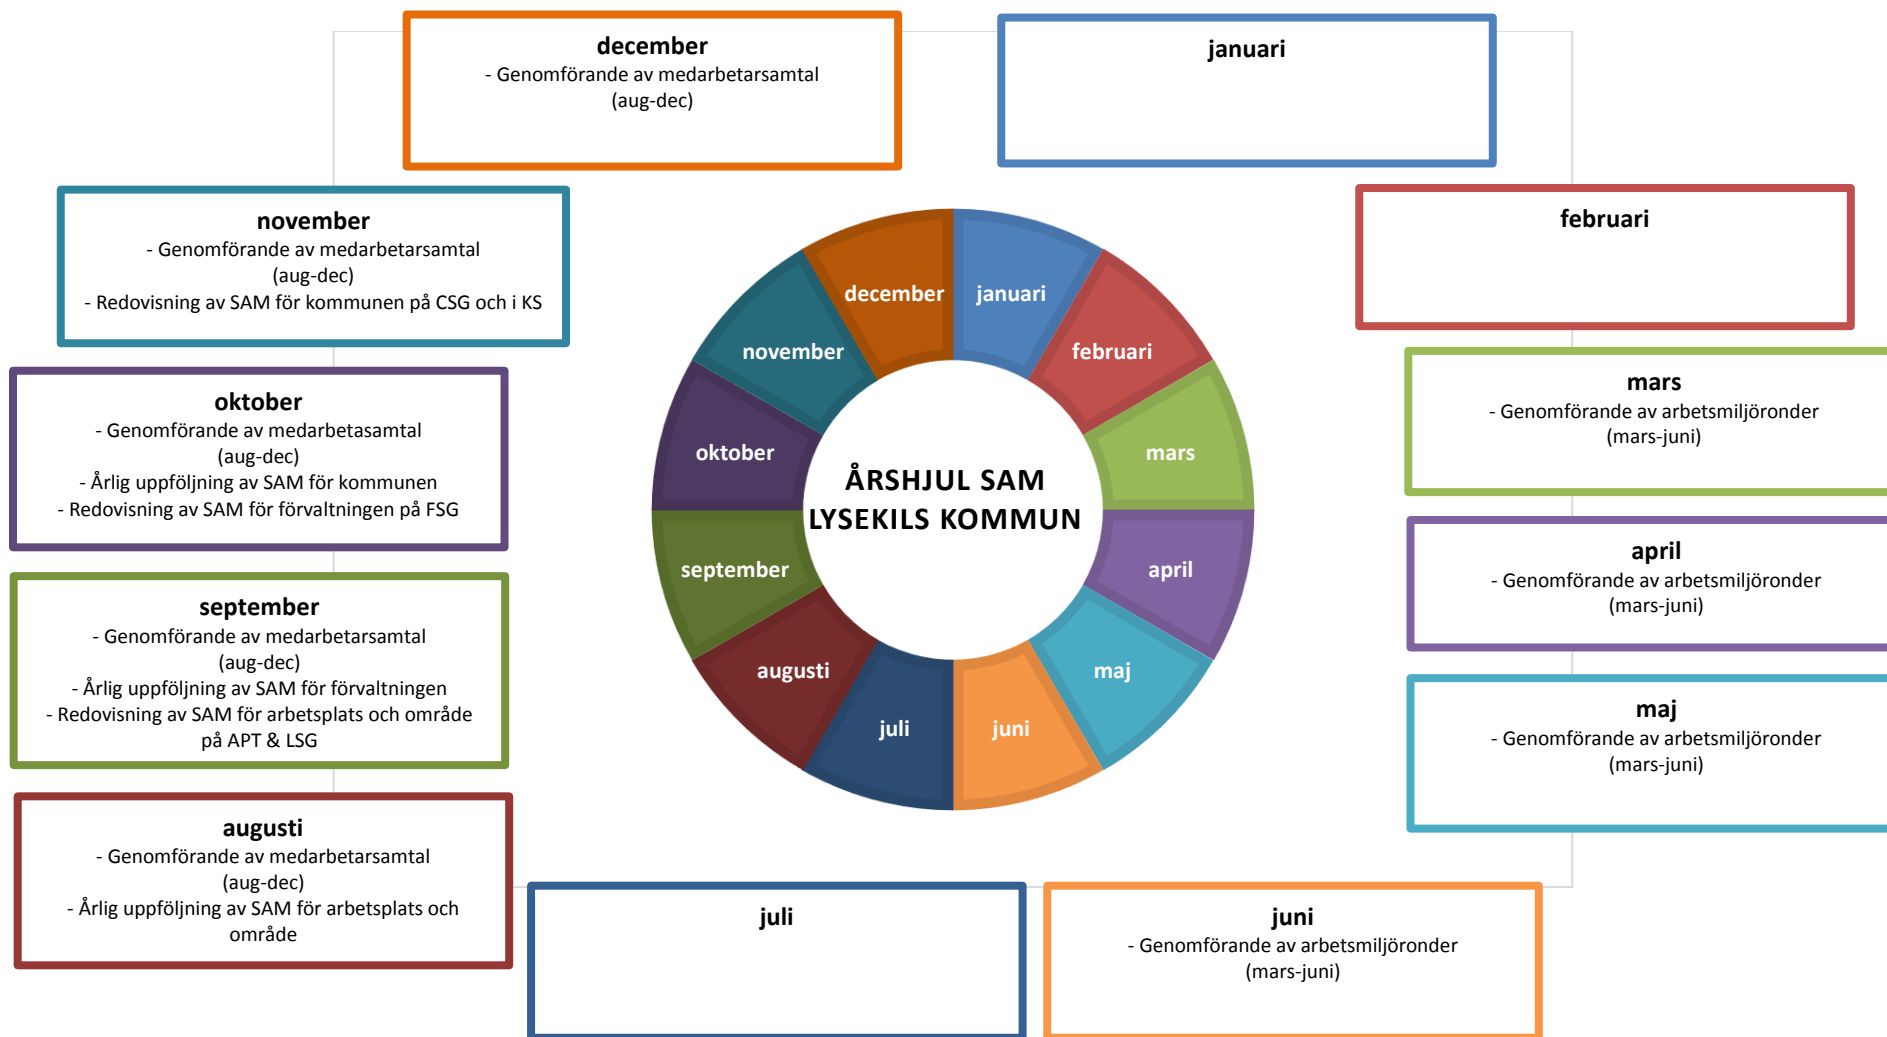 december
- Genomförande av medarbetarsamtal
(aug-dec)
januari
november
- Genomförande av medarbetarsamtal
(aug-dec)
- Redovisning av SAM för kommunen på CSG och i KS
februari
oktober
- Genomförande av medarbetasamtal
(aug-dec)
- Årlig uppföljning av SAM för kommunen
- Redovisning av SAM för förvaltningen på FSG
mars
- Genomförande av arbetsmiljöronder
(mars-juni)
september
- Genomförande av medarbetarsamtal
(aug-dec)
- Årlig uppföljning av SAM för förvaltningen
- Redovisning av SAM för arbetsplats och område
på APT & LSG
april
- Genomförande av arbetsmiljöronder
(mars-juni)
augusti
- Genomförande av medarbetarsamtal
(aug-dec)
- Årlig uppföljning av SAM för arbetsplats och
område
maj
- Genomförande av arbetsmiljöronder
(mars-juni)
juli
juni
- Genomförande av arbetsmiljöronder
(mars-juni)
december
januari
november
februari
oktober
mars
september
april
augusti
maj
juli
juni
ÅRSHJUL SAM
LYSEKILS KOMMUN